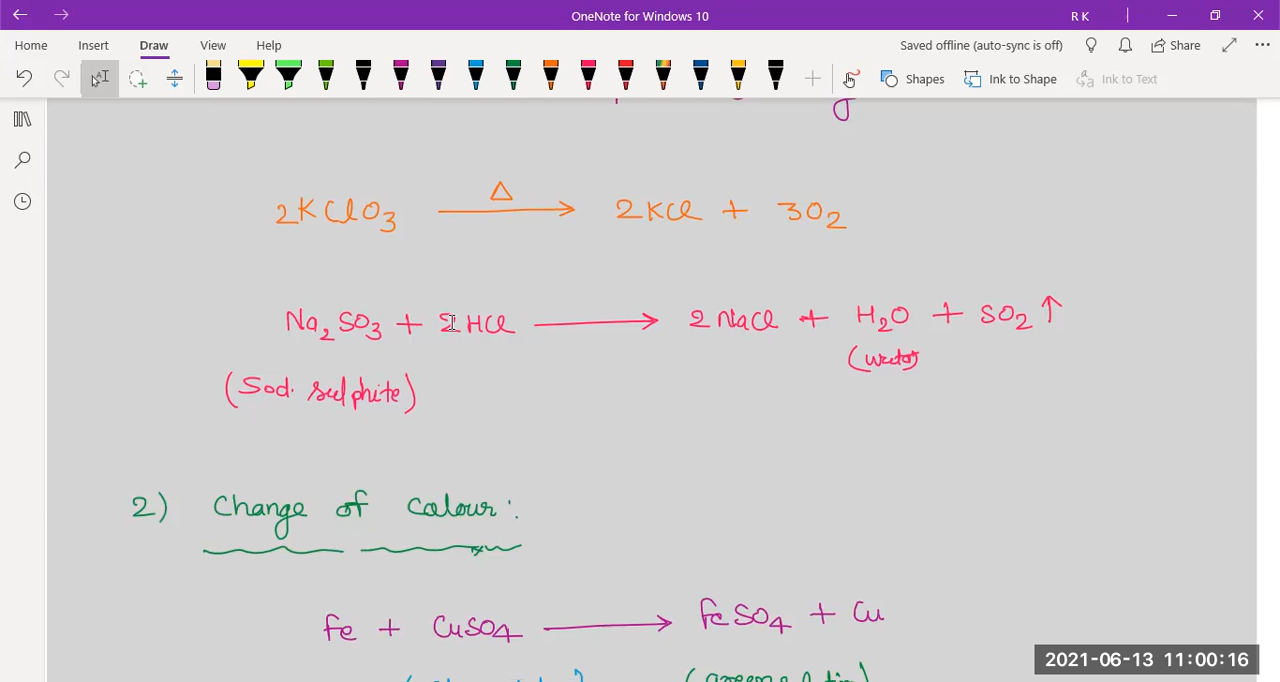 OneNote for Windows 10
R K
Home Insert Draw View Help
Saved offline (auto-sync is off) Share
Shapes Ink to Shape Ink to Text
2KClO3 —Δ→ 2KCl + 3O2
Na2SO3 + 2HCl → 2NaCl + H2O + SO2 ↑
(water)
(Sod. sulphite)
2) Change of Colour:
Fe + CuSO4 → FeSO4 + Cu
2021-06-13 11:00:16